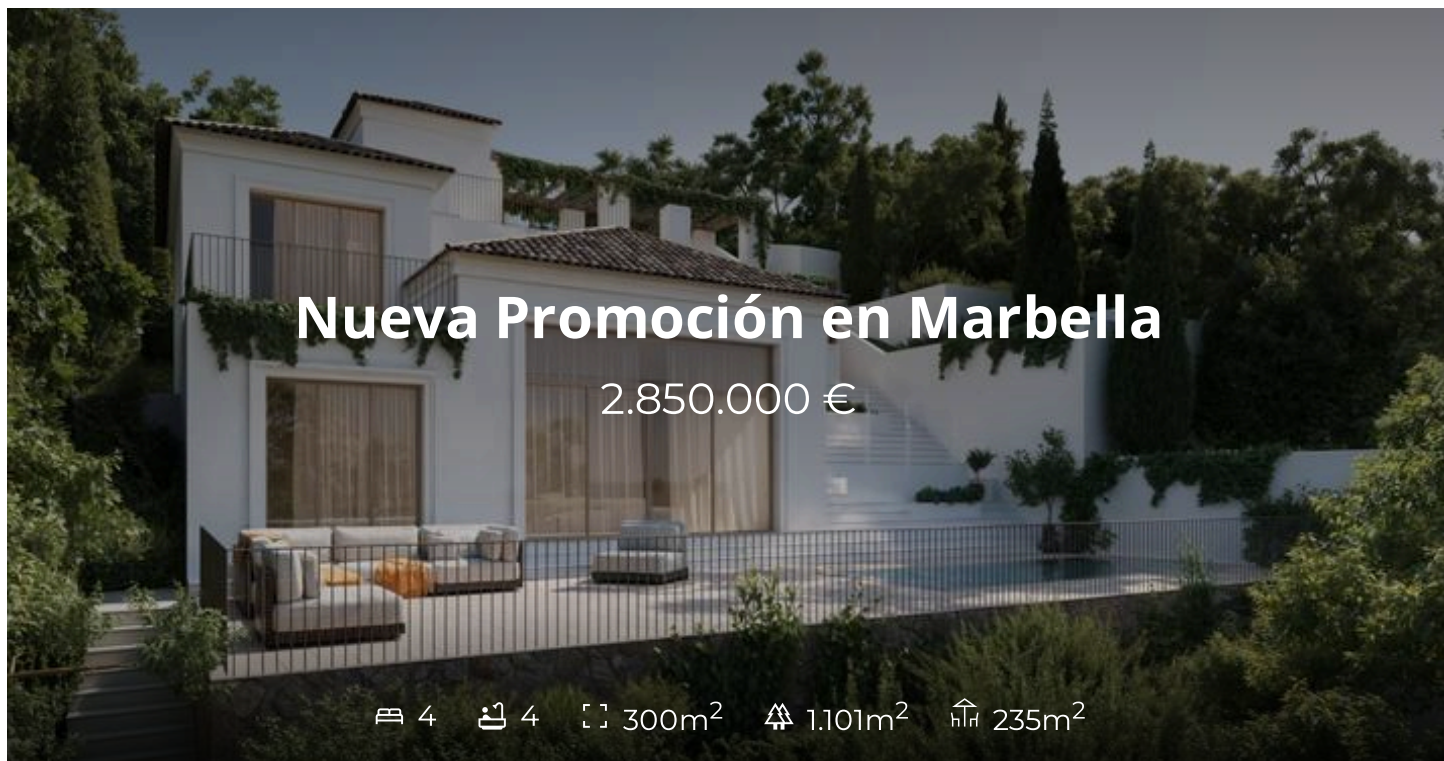 Nueva Promoción en Marbella
2.850.000 €
4 4 300m² 1.101m² 235m²